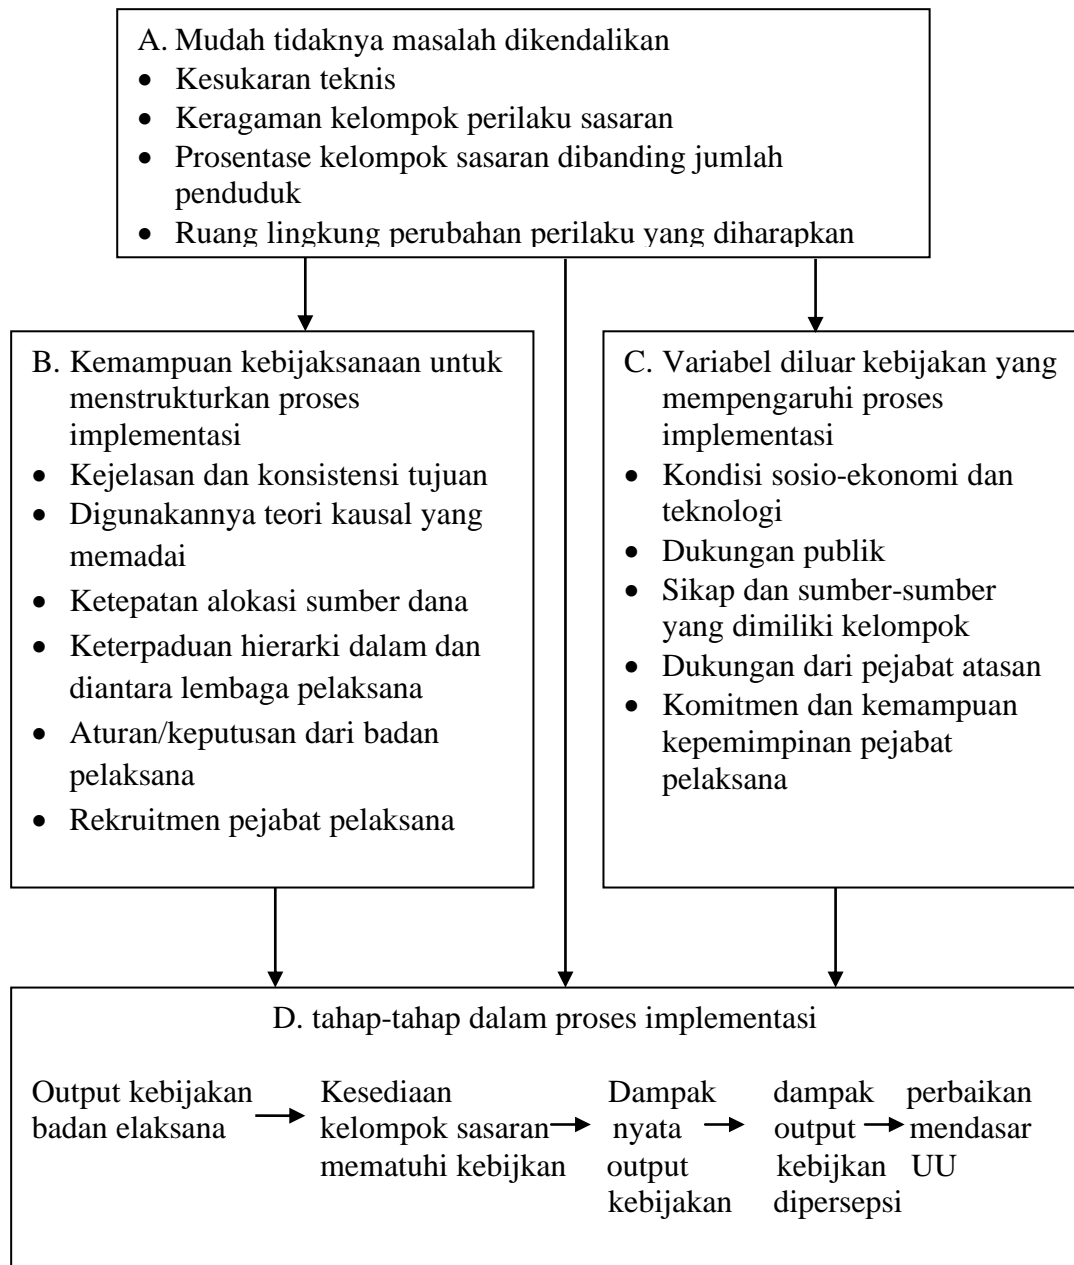 A. Mudah tidaknya masalah dikendalikan
• Kesukaran teknis
• Keragaman kelompok perilaku sasaran
• Prosentase kelompok sasaran dibanding jumlah
penduduk
• Ruang lingkung perubahan perilaku yang diharapkan
B. Kemampuan kebijaksanaan untuk
menstrukturkan proses
implementasi
• Kejelasan dan konsistensi tujuan
• Digunakannya teori kausal yang
memadai
• Ketepatan alokasi sumber dana
• Keterpaduan hierarki dalam dan
diantara lembaga pelaksana
• Aturan/keputusan dari badan
pelaksana
• Rekruitmen pejabat pelaksana
C. Variabel diluar kebijakan yang
mempengaruhi proses
implementasi
• Kondisi sosio-ekonomi dan
teknologi
• Dukungan publik
• Sikap dan sumber-sumber
yang dimiliki kelompok
• Dukungan dari pejabat atasan
• Komitmen dan kemampuan
kepemimpinan pejabat
pelaksana
D. tahap-tahap dalam proses implementasi
Output kebijakan
badan elaksana
Kesediaan
kelompok sasaran
mematuhi kebijkan
Dampak
nyata
output
kebijakan
dampak
output
kebijkan
dipersepsi
perbaikan
mendasar
UU